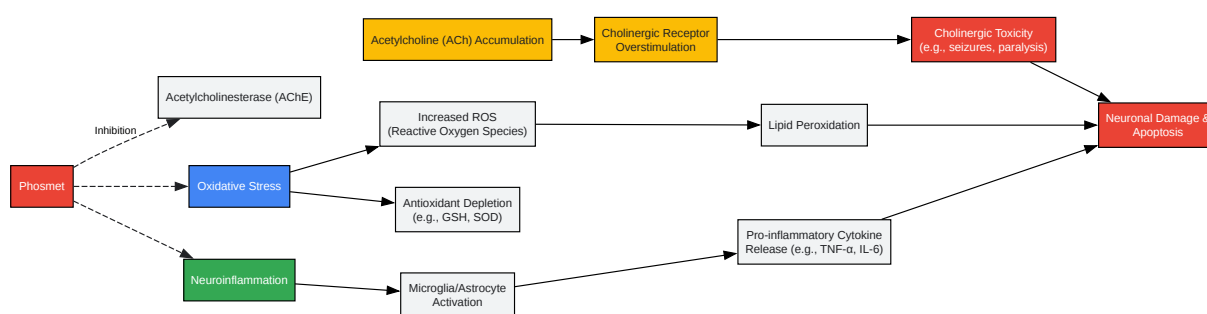 Acetylcholine (ACh) Accumulation
Cholinergic Receptor
Overstimulation
Cholinergic Toxicity
(e.g., seizures, paralysis)
Acetylcholinesterase (AChE)
Inhibition
Increased ROS
(Reactive Oxygen Species)
Lipid Peroxidation
Neuronal Damage &
Apoptosis
Phosmet
Oxidative Stress
Antioxidant Depletion
(e.g., GSH, SOD)
Pro-inflammatory Cytokine
Release (e.g., TNF-α, IL-6)
Neuroinflammation
Microglia/Astrocyte
Activation